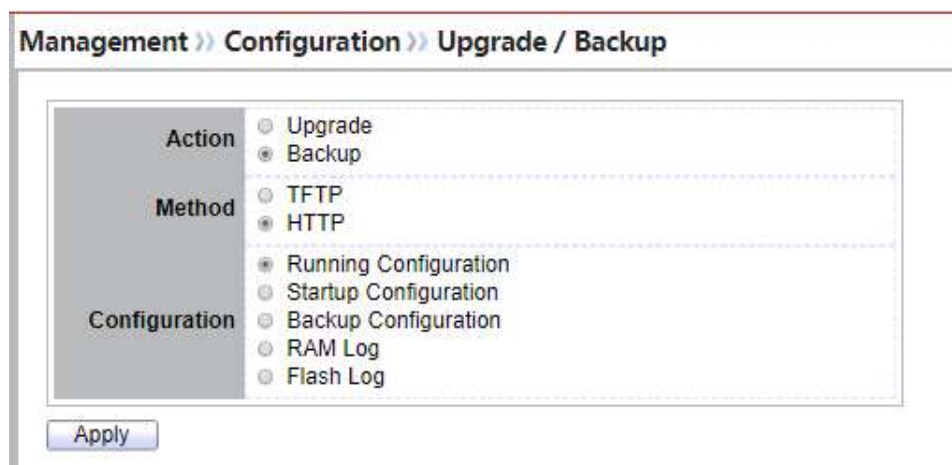 Management » Configuration » Upgrade / Backup
Action
Upgrade
Backup
Method
TFTP
HTTP
Configuration
Running Configuration
Startup Configuration
Backup Configuration
RAM Log
Flash Log
Apply